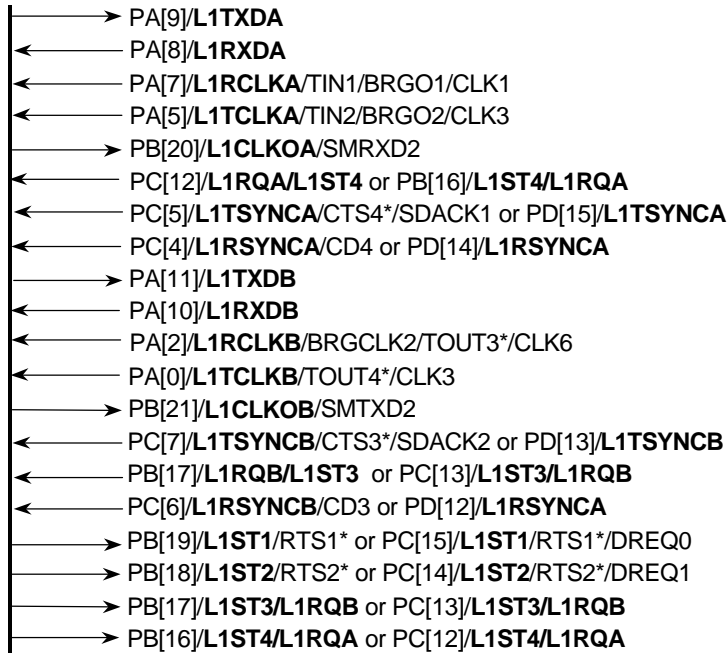 PA[9]/L1TXDA
PA[8]/L1RXDA
PA[7]/L1RCLKA/TIN1/BRGO1/CLK1
PA[5]/L1TCLKA/TIN2/BRGO2/CLK3
PB[20]/L1CLKOA/SMRXD2
PC[12]/L1RQA/L1ST4 or PB[16]/L1ST4/L1RQA
PC[5]/L1TSYNCA/CTS4*/SDACK1 or PD[15]/L1TSYNCA
PC[4]/L1RSYNCA/CD4 or PD[14]/L1RSYNCA
PA[11]/L1TXDB
PA[10]/L1RXDB
PA[2]/L1RCLKB/BRGCLK2/TOUT3*/CLK6
PA[0]/L1TCLKB/TOUT4*/CLK3
PB[21]/L1CLKOB/SMTXD2
PC[7]/L1TSYNCB/CTS3*/SDACK2 or PD[13]/L1TSYNCB
PB[17]/L1RQB/L1ST3 or PC[13]/L1ST3/L1RQB
PC[6]/L1RSYNCB/CD3 or PD[12]/L1RSYNCA
PB[19]/L1ST1/RTS1* or PC[15]/L1ST1/RTS1*/DREQ0
PB[18]/L1ST2/RTS2* or PC[14]/L1ST2/RTS2*/DREQ1
PB[17]/L1ST3/L1RQB or PC[13]/L1ST3/L1RQB
PB[16]/L1ST4/L1RQA or PC[12]/L1ST4/L1RQA